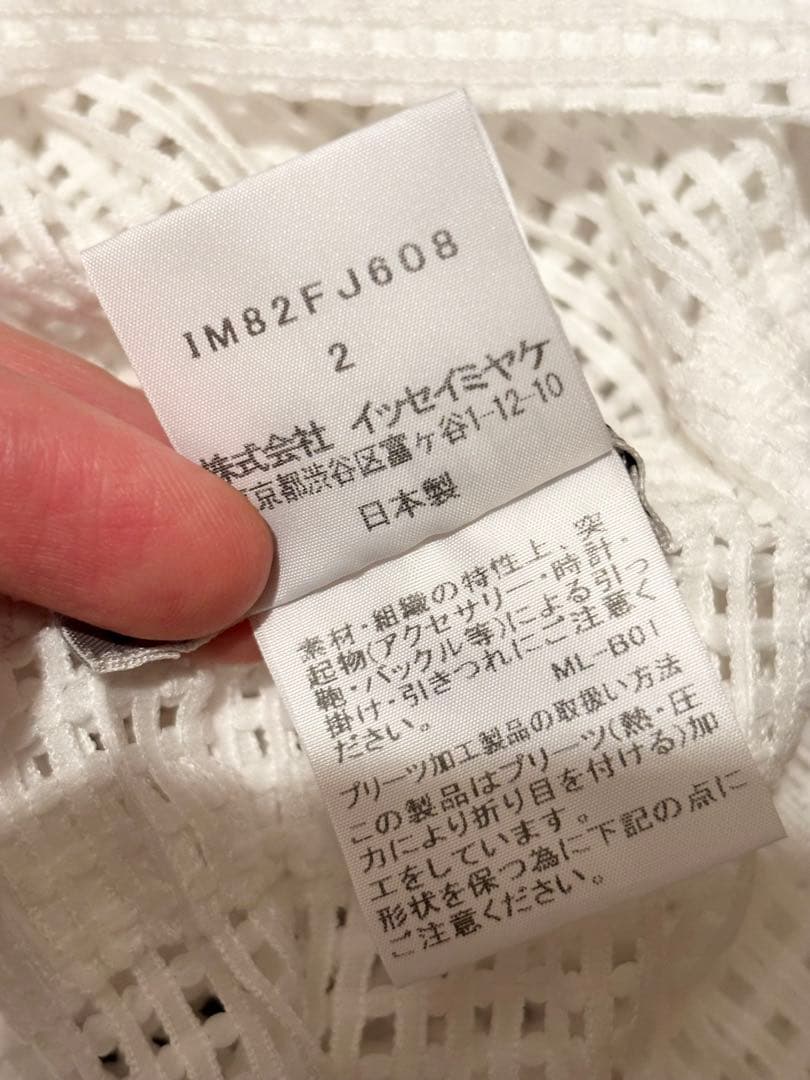 IM82FJ608
2
株式会社 イッセイミヤケ
京都渋谷区富ヶ谷1-12-10
日本製
素材・組織の特性上、突
起物(アクセサリー・時計・
鞄・バックル等)による引っ
掛け・引きつれにご注意く
ださい。 ML-B01
プリーツ加工製品の取扱い方法
この製品はプリーツ(熱・圧
力により折り目を付ける)加
工をしています。
形状を保つ為に下記の点に
ご注意ください。